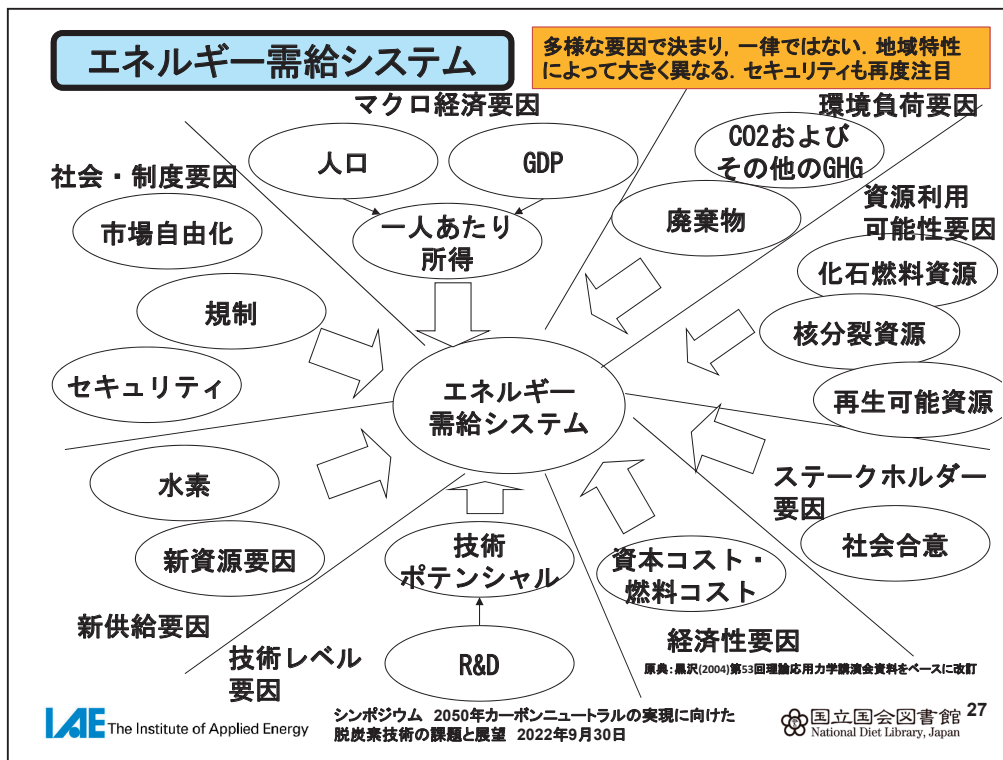 エネルギー需給システム
多様な要因で決まり，一律ではない．地域特性
によって大きく異なる．セキュリティも再度注目
マクロ経済要因
人口
GDP
一人あたり
所得
環境負荷要因
CO2および
その他のGHG
廃棄物
社会・制度要因
市場自由化
規制
セキュリティ
資源利用
可能性要因
化石燃料資源
核分裂資源
再生可能資源
エネルギー
需給システム
水素
新資源要因
新供給要因
技術
ポテンシャル
R&D
技術レベル
要因
資本コスト・
燃料コスト
経済性要因
ステークホルダー
要因
社会合意
原典：黒沢(2004)第53回理論応用力学講演会資料をベースに改訂
IAE The Institute of Applied Energy
シンポジウム 2050年カーボンニュートラルの実現に向けた
脱炭素技術の課題と展望 2022年9月30日
国立国会図書館
National Diet Library, Japan
27